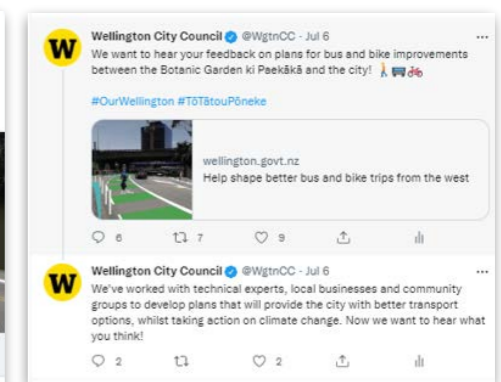 Wellington City Council @WgtnCC · Jul 6
We want to hear your feedback on plans for bus and bike improvements
between the Botanic Garden ki Paekākā and the city! 🚶🚌🚲
#OurWellington #TōTātouPōneke
wellington.govt.nz
Help shape better bus and bike trips from the west
6 7 9
Wellington City Council @WgtnCC · Jul 6
We've worked with technical experts, local businesses and community
groups to develop plans that will provide the city with better transport
options, whilst taking action on climate change. Now we want to hear what
you think!
2 2